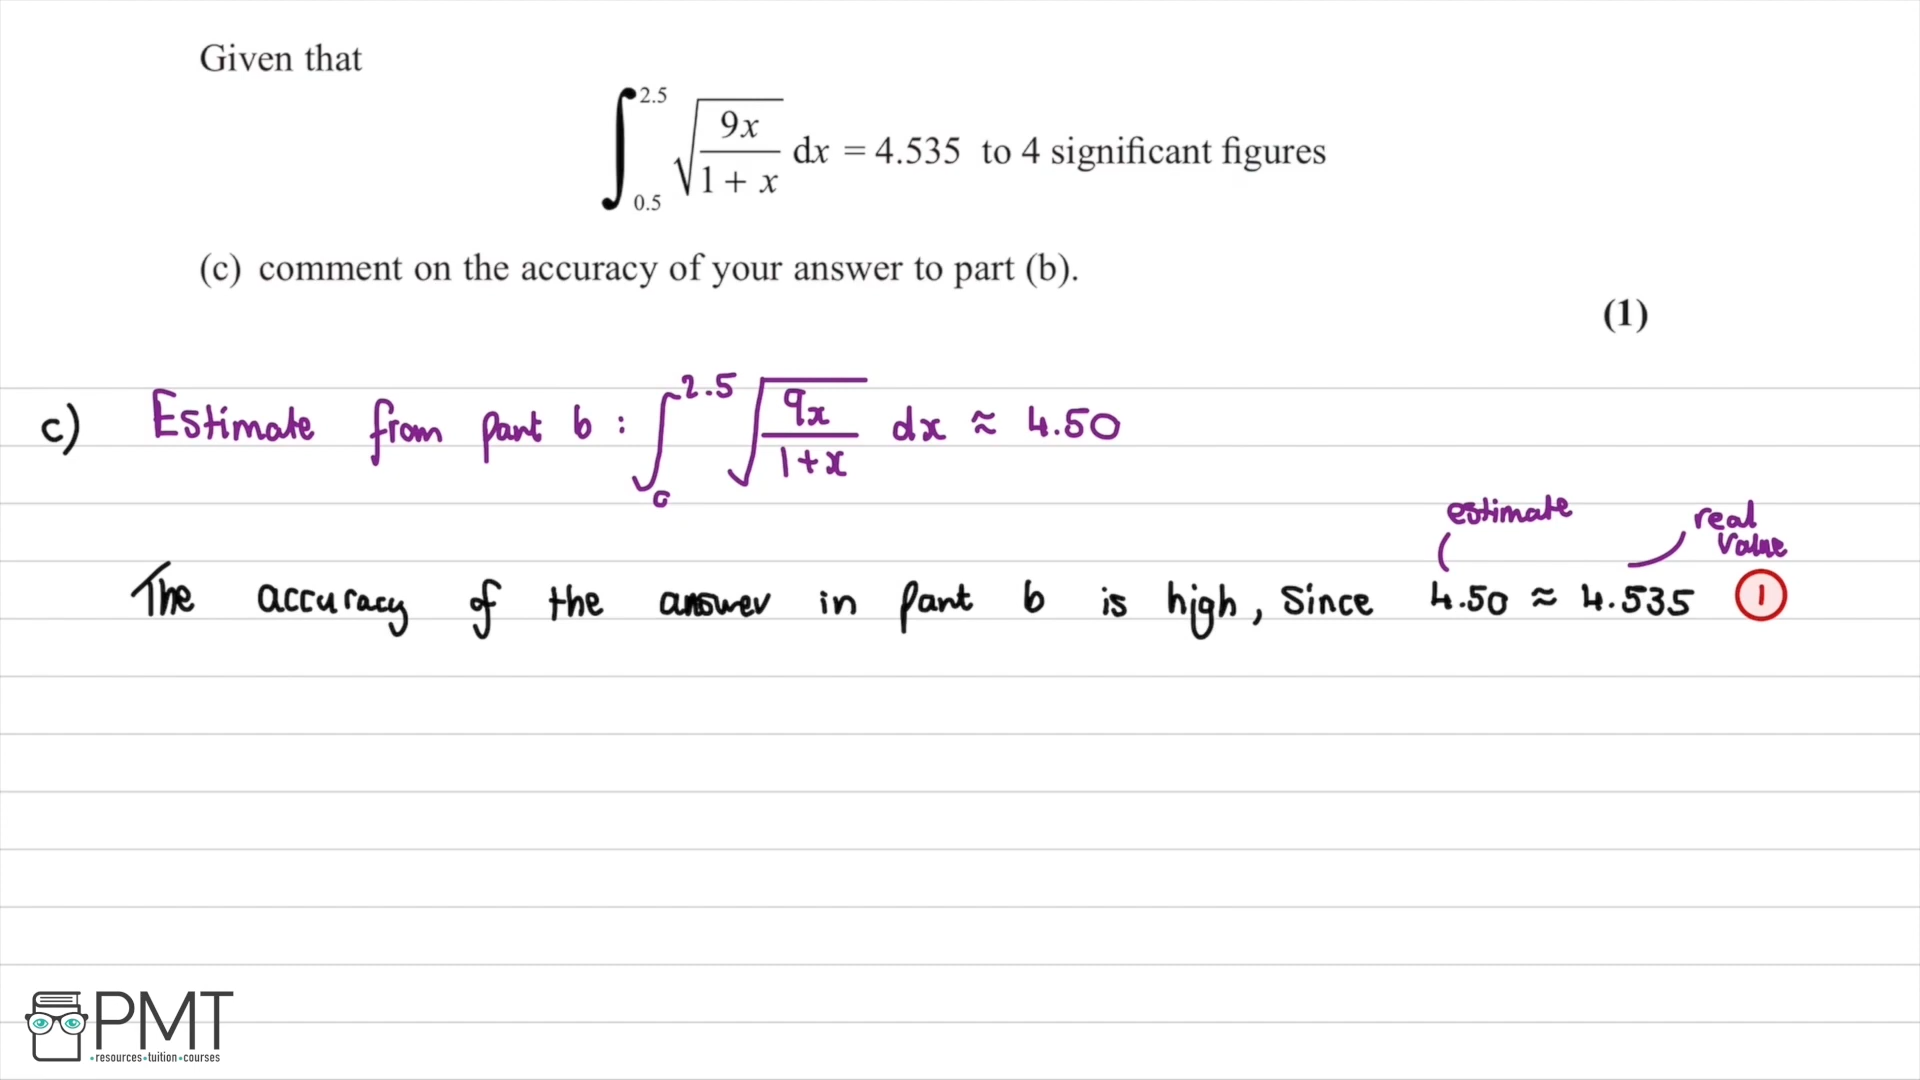 Given that
∫ 2.5 0.5 √ 9x / 1 + x dx = 4.535 to 4 significant figures
(c) comment on the accuracy of your answer to part (b).
(1)
c) Estimate from part b : ∫ 2.5 0 √ 9x / 1+x dx ≈ 4.50
estimate
real value
The accuracy of the answer in part b is high, since 4.50 ≈ 4.535 1
PMT
•resources•tuition•courses